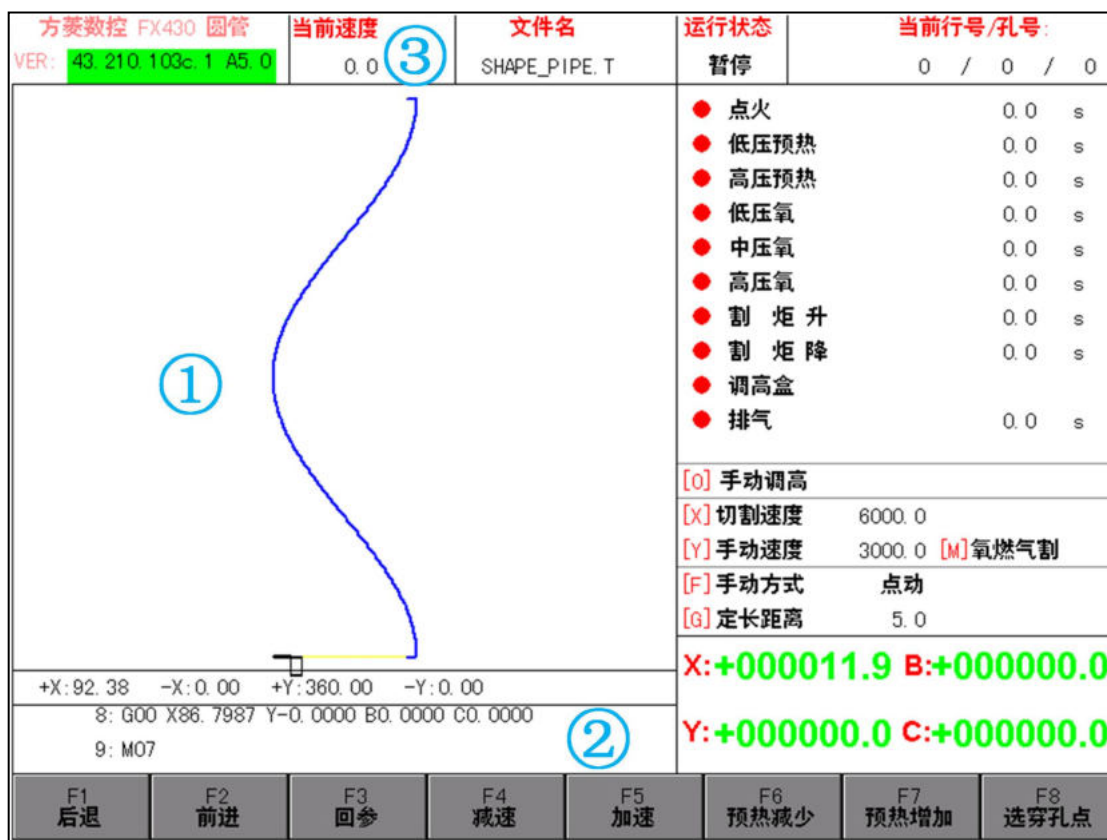 方菱数控 FX430 圆管 当前速度 文件名 运行状态 当前行号/孔号:
VER: 43. 210. 103c. 1 A5. 0 0. 0 ③ SHAPE_PIPE. T 暂停 0 / 0 / 0
点火 0. 0 s
低压预热 0. 0 s
高压预热 0. 0 s
低压氧 0. 0 s
中压氧 0. 0 s
高压氧 0. 0 s
割 炬 升 0. 0 s
割 炬 降 0. 0 s
① 调高盒
排气 0. 0 s
[O] 手动调高
[X] 切割速度 6000. 0
[Y] 手动速度 3000. 0 [M] 氧燃气割
[F] 手动方式 点动
[G] 定长距离 5. 0
X:+000011.9 B:+000000.0
+X:92. 38 -X:0. 00 +Y:360. 00 -Y:0. 00
8: G00 X86. 7987 Y-0. 0000 B0. 0000 C0. 0000
② Y:+000000.0 C:+000000.0
9: M07
F1 F2 F3 F4 F5 F6 F7 F8
后退 前进 回参 减速 加速 预热减少 预热增加 选穿孔点